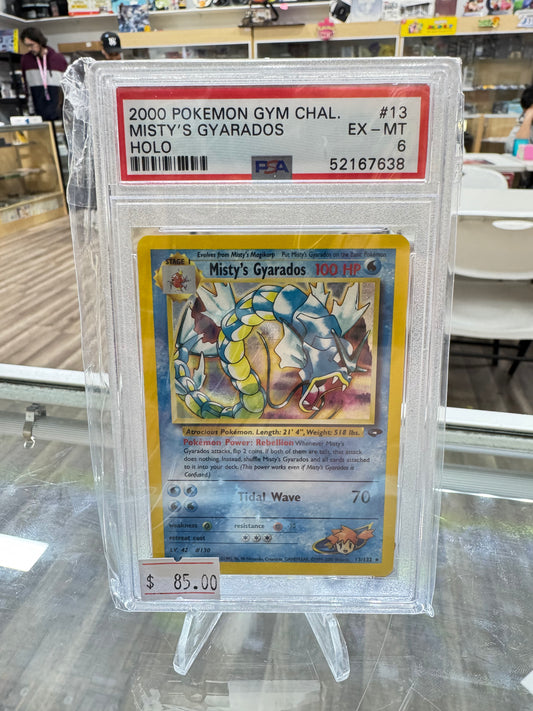 2000 POKEMON GYM CHAL. #13
MISTY'S GYARADOS EX-MT
HOLO 6
PSA 52167638
Evolves from Misty's Magikarp Put Misty's Gyarados on the Basic Pokémon
STAGE 1
Misty's Gyarados 100 HP
Atrocious Pokémon. Length: 21' 4", Weight: 518 lbs.
Pokémon Power: Rebellion Whenever Misty's
Gyarados attacks, flip 2 coins. If both of them are tails, that attack
does nothing. Instead, shuffle Misty's Gyarados and all cards attached
to it into your deck. (This power works even if Misty's Gyarados is
Confused.)
Tidal Wave 70
weakness resistance
retreat cost
LV. 42 #130
13/132
$ 85.00